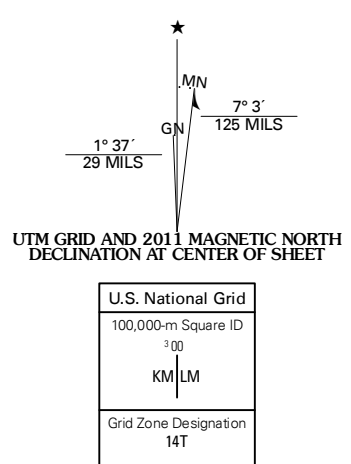 ★
MN
GN
7° 3´
125 MILS
1° 37´
29 MILS
UTM GRID AND 2011 MAGNETIC NORTH
DECLINATION AT CENTER OF SHEET
U.S. National Grid
100,000-m Square ID
³00
KM LM
Grid Zone Designation
14T